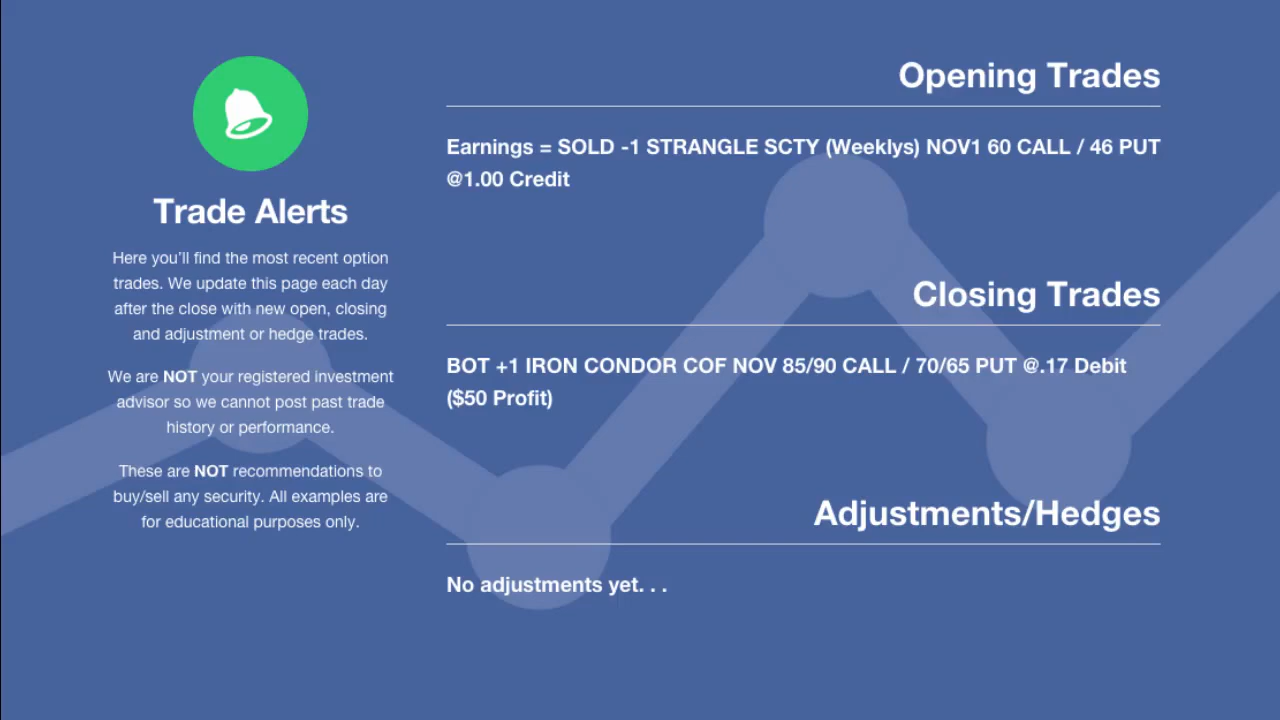 Trade Alerts
Here you’ll find the most recent option
trades. We update this page each day
after the close with new open, closing
and adjustment or hedge trades.
We are NOT your registered investment
advisor so we cannot post past trade
history or performance.
These are NOT recommendations to
buy/sell any security. All examples are
for educational purposes only.
Opening Trades
Earnings = SOLD -1 STRANGLE SCTY (Weeklys) NOV1 60 CALL / 46 PUT
@1.00 Credit
Closing Trades
BOT +1 IRON CONDOR COF NOV 85/90 CALL / 70/65 PUT @.17 Debit
($50 Profit)
Adjustments/Hedges
No adjustments yet. . .